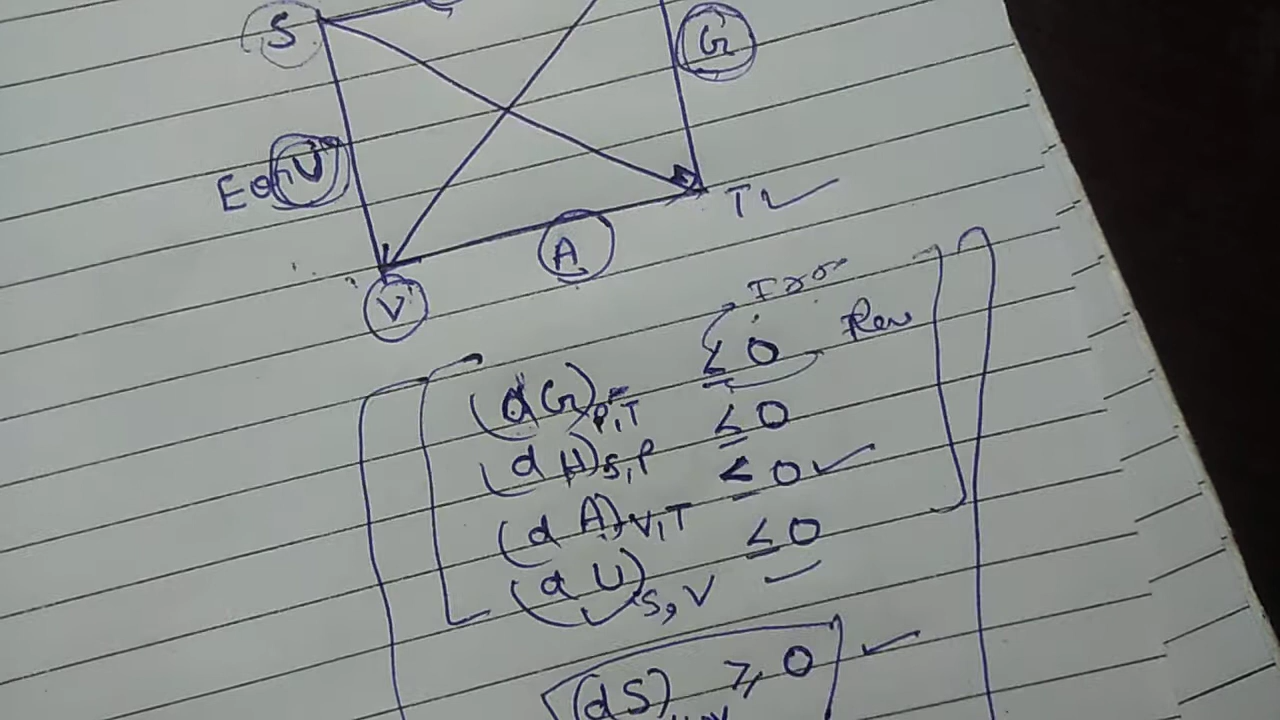 S
G
U
T
A
V
Irr
Rev
(dG)P,T ≤ 0
(dH)S,P ≤ 0
(dA)V,T ≤ 0
(dU)S,V ≤ 0
(dS) ≥ 0